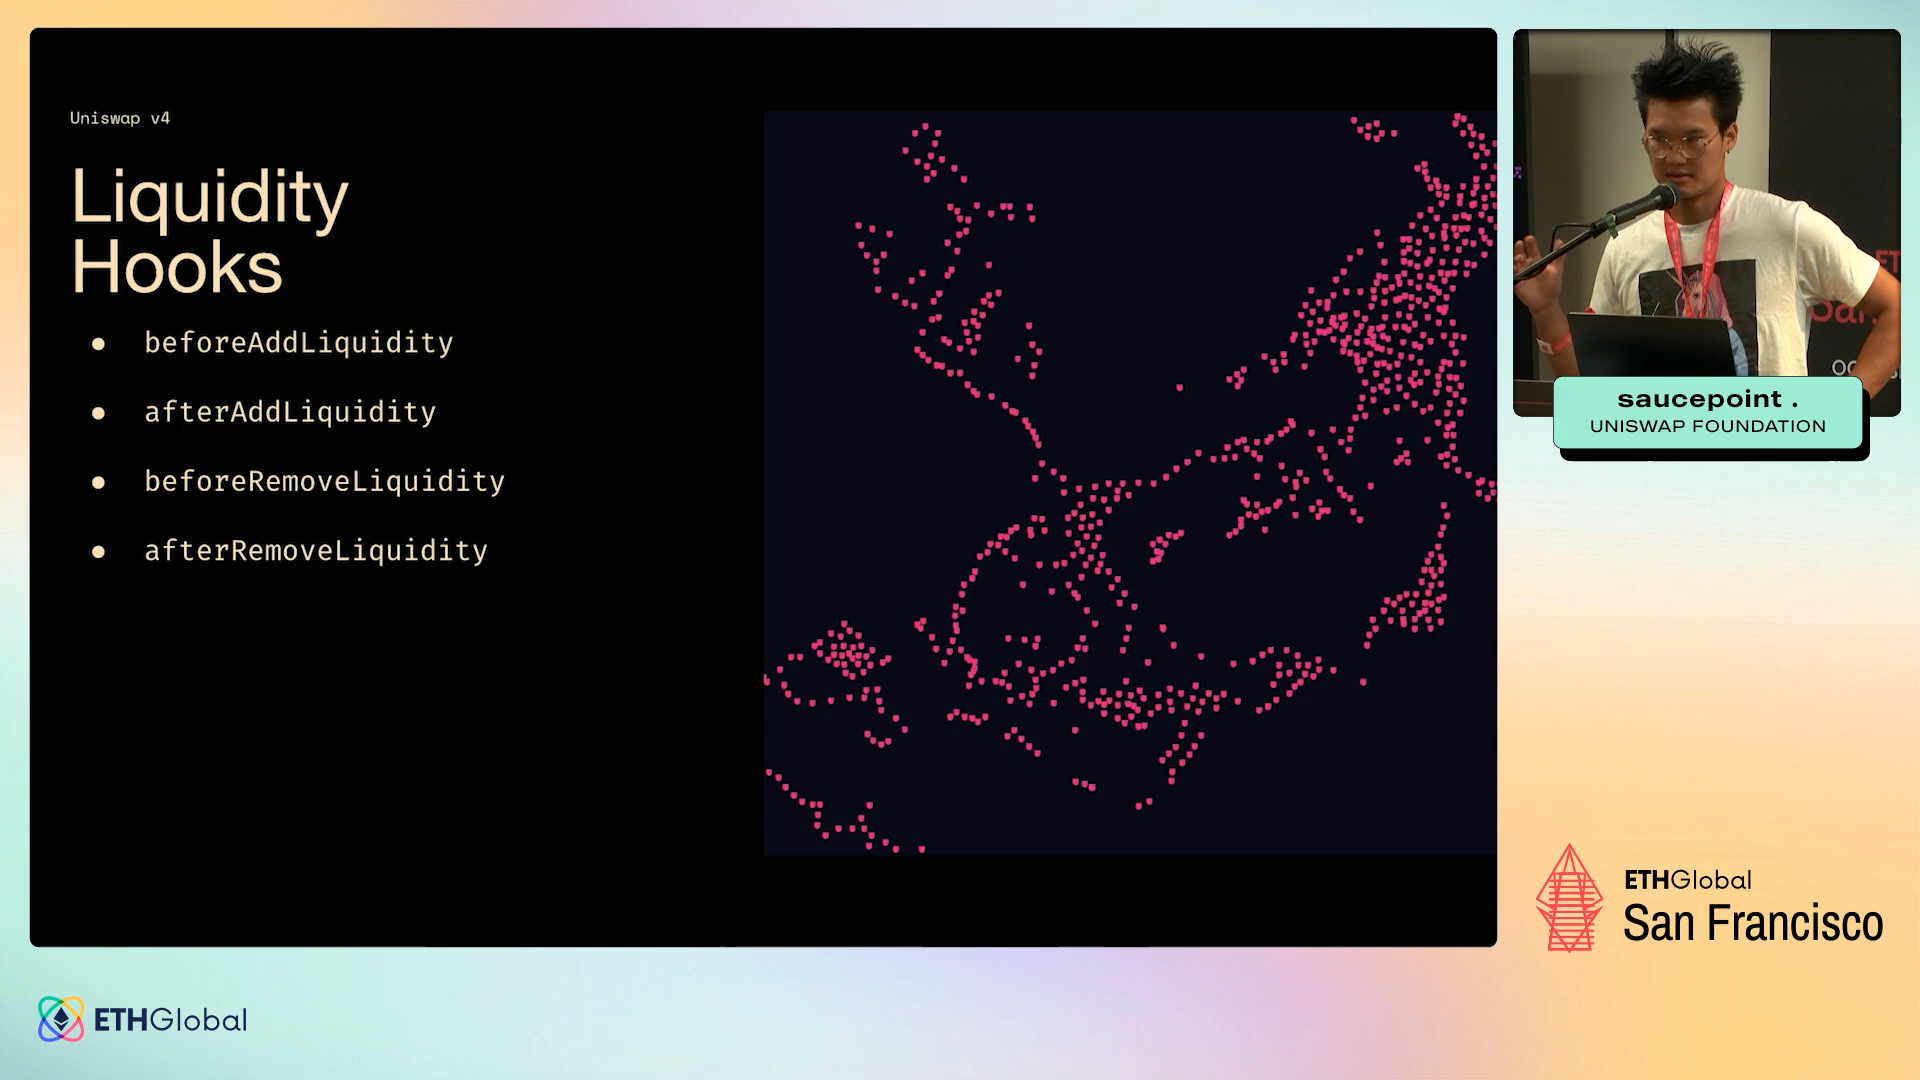 Uniswap v4
Liquidity
Hooks
beforeAddLiquidity
afterAddLiquidity
beforeRemoveLiquidity
afterRemoveLiquidity
saucepoint .
UNISWAP FOUNDATION
ETHGlobal
San Francisco
ETHGlobal